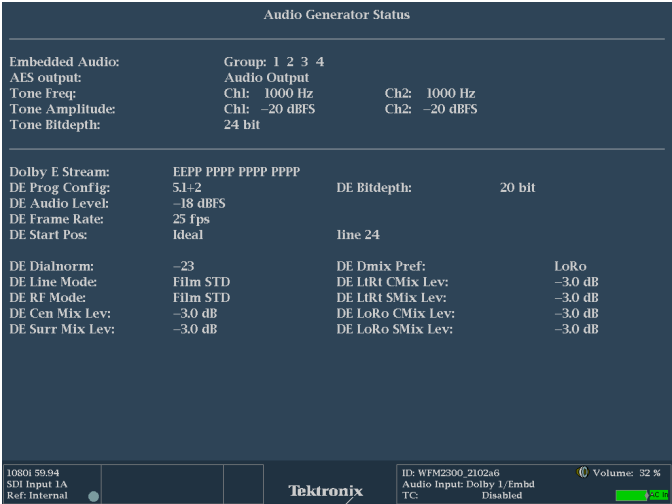 Audio Generator Status
Embedded Audio: Group: 1 2 3 4
AES output: Audio Output
Tone Freq: Ch1: 1000 Hz Ch2: 1000 Hz
Tone Amplitude: Ch1: −20 dBFS Ch2: −20 dBFS
Tone Bitdepth: 24 bit
Dolby E Stream: EEPP PPPP PPPP PPPP
DE Prog Config: 5.1+2 DE Bitdepth: 20 bit
DE Audio Level: −18 dBFS
DE Frame Rate: 25 fps
DE Start Pos: Ideal line 24
DE Dialnorm: −23 DE Dmix Pref: LoRo
DE Line Mode: Film STD DE LtRt CMix Lev: −3.0 dB
DE RF Mode: Film STD DE LtRt SMix Lev: −3.0 dB
DE Cen Mix Lev: −3.0 dB DE LoRo CMix Lev: −3.0 dB
DE Surr Mix Lev: −3.0 dB DE LoRo SMix Lev: −3.0 dB
1080i 59.94
SDI Input 1A
Ref: Internal
Tektronix
ID: WFM2300_2102a6 Volume: 32 %
Audio Input: Dolby 1/Embd
TC: Disabled
AC